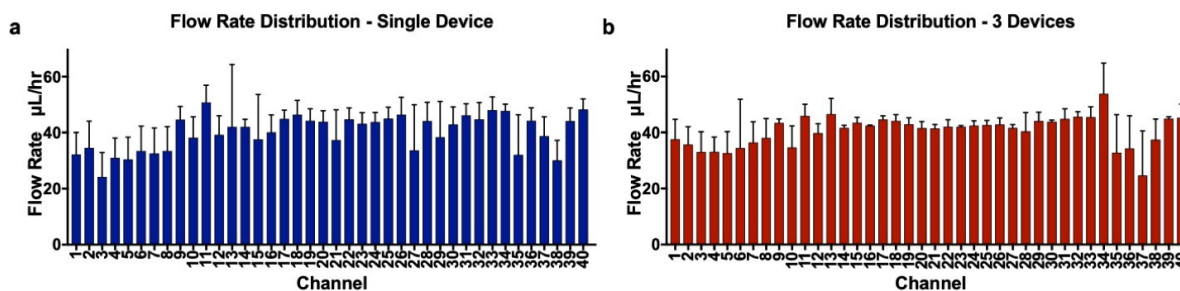 a
Flow Rate Distribution - Single Device
Flow Rate µL/hr
60
40
20
0
1 2 3 4 5 6 7 8 9 10 11 12 13 14 15 16 17 18 19 20 21 22 23 24 25 26 27 28 29 30 31 32 33 34 35 36 37 38 39 40
Channel
b
Flow Rate Distribution - 3 Devices
Flow Rate µL/hr
60
40
20
0
1 2 3 4 5 6 7 8 9 10 11 12 13 14 15 16 17 18 19 20 21 22 23 24 25 26 27 28 29 30 31 32 33 34 35 36 37 38 39 40
Channel